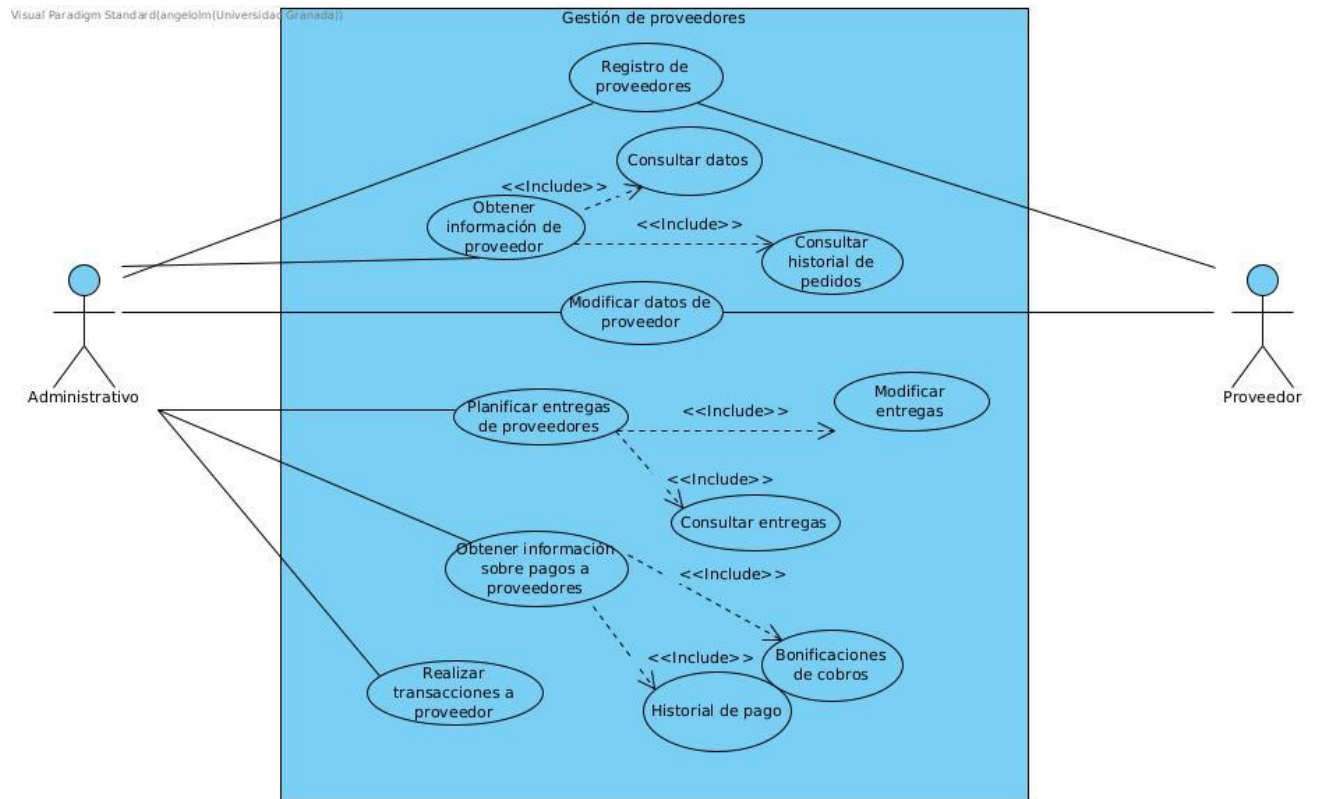 Visual Paradigm Standard(angelolm(Universidad Granada))
Gestión de proveedores
Registro de
proveedores
Consultar datos
<<Include>>
Obtener
información de
proveedor
<<Include>>
Consultar
historial de
pedidos
Modificar datos de
proveedor
Administrativo
Proveedor
Modificar
entregas
Planificar entregas
de proveedores
<<Include>>
<<Include>>
Consultar entregas
Obtener información
sobre pagos a
proveedores
<<Include>>
<<Include>>
Bonificaciones
de cobros
Realizar
transacciones a
proveedor
Historial de pago